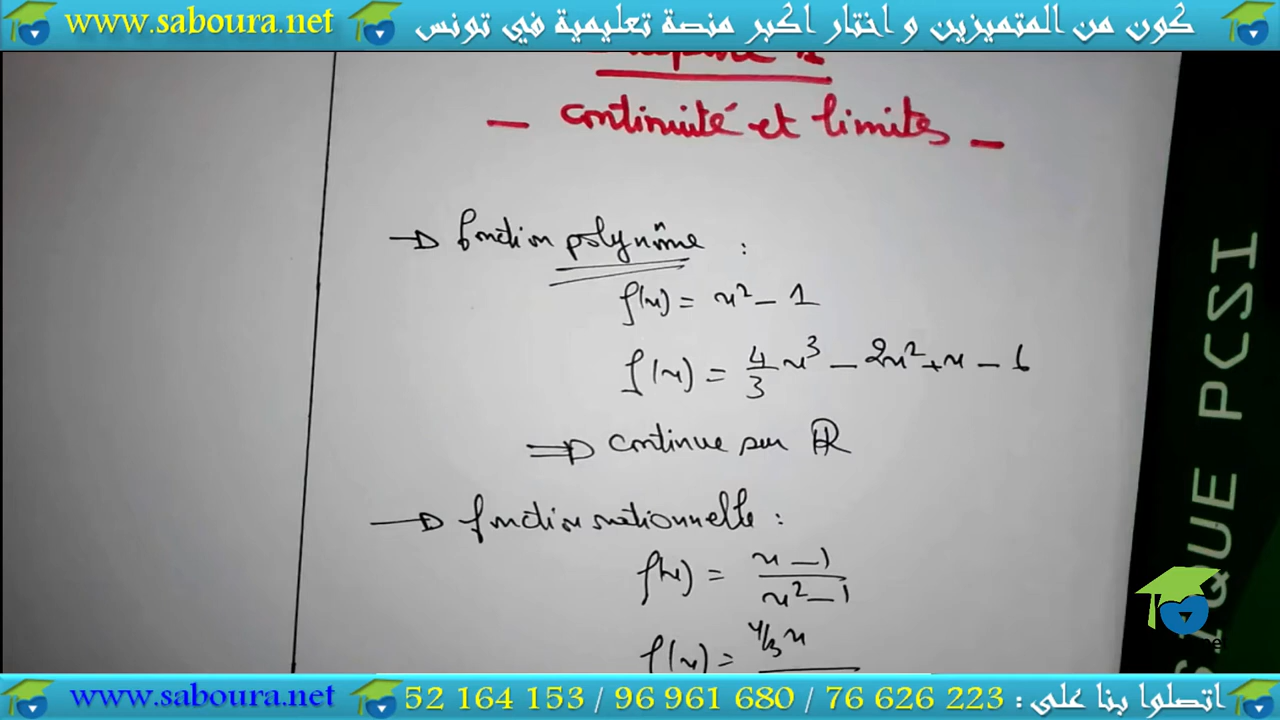 www.saboura.net كون من المتميزين و اختار اكبر منصة تعليمية في تونس
- continuité et limites -
→ fonction polynôme :
f(x) = x² - 1
f(x) = 4/3 x³ - 2x² + x - 6
⇒ continue sur ℝ
→ fonction rationnelle :
f(x) = x - 1 / x² - 1
f(x) = 4/3 x
SIQUE PCSI
www.saboura.net 52 164 153 / 96 961 680 / 76 626 223 : اتصلوا بنا على